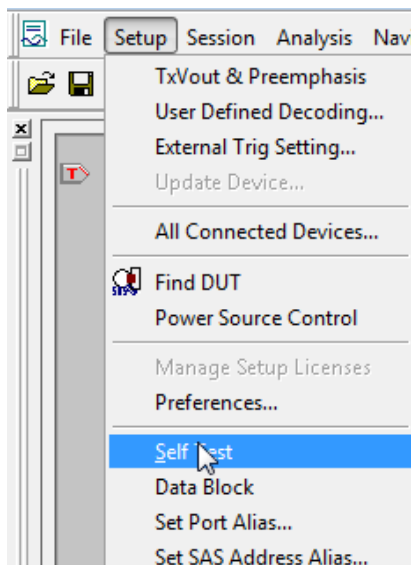 File Setup Session Analysis Nav
TxVout & Preemphasis
User Defined Decoding...
External Trig Setting...
Update Device...
All Connected Devices...
Find DUT
Power Source Control
Manage Setup Licenses
Preferences...
Self Test
Data Block
Set Port Alias...
Set SAS Address Alias...